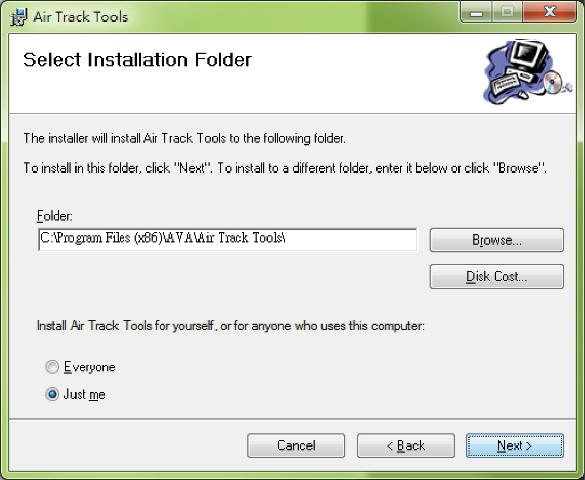 Air Track Tools
Select Installation Folder
The installer will install Air Track Tools to the following folder.
To install in this folder, click "Next". To install to a different folder, enter it below or click "Browse".
Folder:
C:\Program Files (x86)\AVA\Air Track Tools\
Browse...
Disk Cost...
Install Air Track Tools for yourself, or for anyone who uses this computer:
Everyone
Just me
Cancel
< Back
Next >